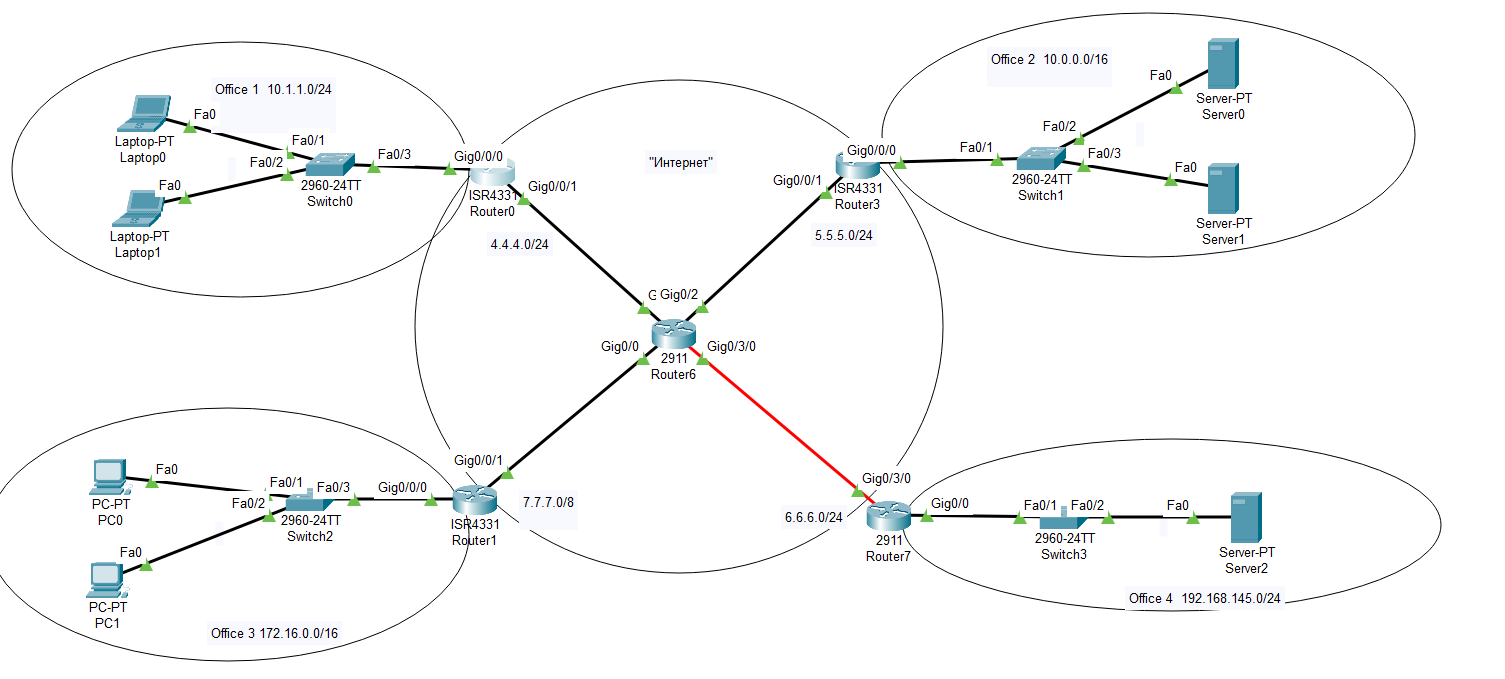 Office 1 10.1.1.0/24
Fa0
Laptop-PT
Laptop0
Fa0/1
Fa0/2
Fa0
Laptop-PT
Laptop1
2960-24TT
Switch0
Fa0/3
Gig0/0/0
ISR4331
Router0
Gig0/0/1
4.4.4.0/24
"Интернет"
Office 2 10.0.0.0/16
Fa0
Server-PT
Server0
Fa0/2
Gig0/0/0
Fa0/1
Fa0/3
Fa0
2960-24TT
Switch1
Server-PT
Server1
Gig0/0/1
ISR4331
Router3
5.5.5.0/24
G
Gig0/2
Gig0/0
Gig0/3/0
2911
Router6
Gig0/0/1
Fa0
PC-PT
PC0
Fa0/1
Fa0/2
Fa0/3
Gig0/0/0
2960-24TT
Switch2
ISR4331
Router1
7.7.7.0/8
Fa0
PC-PT
PC1
Office 3 172.16.0.0/16
Gig0/3/0
6.6.6.0/24
2911
Router7
Gig0/0
Fa0/1
Fa0/2
Fa0
2960-24TT
Switch3
Server-PT
Server2
Office 4 192.168.145.0/24